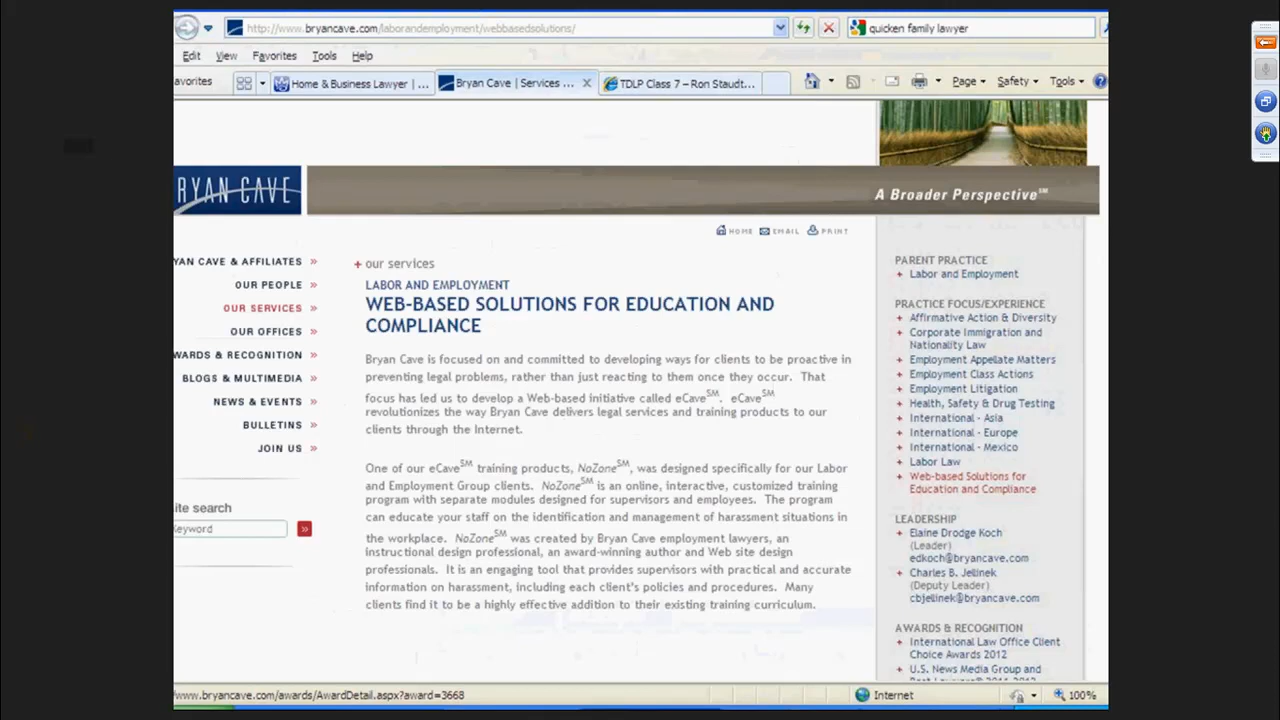 http://www.bryancave.com/laborandemployment/webbasedsolutions/
quicken family lawyer
Edit View Favorites Tools Help
avorites
Home & Business Lawyer | ...
Bryan Cave | Services ...
TDLP Class 7 – Ron Staudt...
Page Safety Tools
BRYAN CAVE
A Broader Perspective SM
HOME EMAIL PRINT
YAN CAVE & AFFILIATES »
OUR PEOPLE »
OUR SERVICES »
OUR OFFICES »
WARDS & RECOGNITION »
BLOGS & MULTIMEDIA »
NEWS & EVENTS »
BULLETINS »
JOIN US »
ite search
Keyword »
+ our services
LABOR AND EMPLOYMENT
WEB-BASED SOLUTIONS FOR EDUCATION AND
COMPLIANCE
Bryan Cave is focused on and committed to developing ways for clients to be proactive in
preventing legal problems, rather than just reacting to them once they occur. That
focus has led us to develop a Web-based initiative called eCave SM. eCave SM
revolutionizes the way Bryan Cave delivers legal services and training products to our
clients through the Internet.
One of our eCave SM training products, NoZone SM, was designed specifically for our Labor
and Employment Group clients. NoZone SM is an online, interactive, customized training
program with separate modules designed for supervisors and employees. The program
can educate your staff on the identification and management of harassment situations in
the workplace. NoZone SM was created by Bryan Cave employment lawyers, an
instructional design professional, an award-winning author and Web site design
professionals. It is an engaging tool that provides supervisors with practical and accurate
information on harassment, including each client's policies and procedures. Many
clients find it to be a highly effective addition to their existing training curriculum.
PARENT PRACTICE
+ Labor and Employment
PRACTICE FOCUS/EXPERIENCE
+ Affirmative Action & Diversity
+ Corporate Immigration and
Nationality Law
+ Employment Appellate Matters
+ Employment Class Actions
+ Employment Litigation
+ Health, Safety & Drug Testing
+ International - Asia
+ International - Europe
+ International - Mexico
+ Labor Law
+ Web-based Solutions for
Education and Compliance
LEADERSHIP
+ Elaine Drodge Koch
(Leader)
edkoch@bryancave.com
+ Charles B. Jellinek
(Deputy Leader)
cbjellinek@bryancave.com
AWARDS & RECOGNITION
+ International Law Office Client
Choice Awards 2012
+ U.S. News Media Group and
www.bryancave.com/awards/AwardDetail.aspx?award=3668
Internet
100%